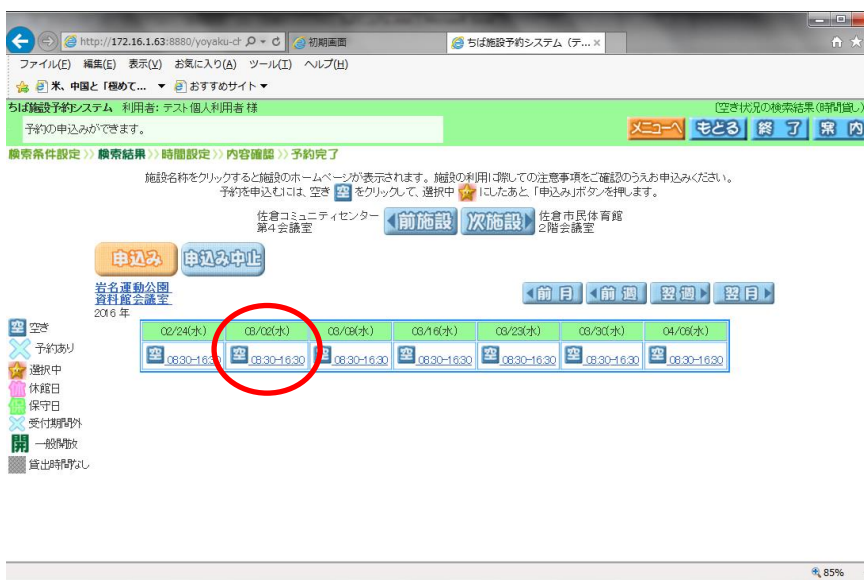 http://172.16.1.63:8880/yoyaku-ch
初期画面
ちば施設予約システム (テ... ×
ファイル(F) 編集(E) 表示(V) お気に入り(A) ツール(T) ヘルプ(H)
米、中国と「極めて... ▼ おすすめサイト ▼
ちば施設予約システム 利用者: テスト個人利用者 様 [空き状況の検索結果(時間貸し)
予約の申込みができます。
メニューへ もどる 終 了 案 内
検索条件設定 >> 検索結果 >> 時間設定 >> 内容確認 >> 予約完了
施設名称をクリックすると施設のホームページが表示されます。施設の利用に際しての注意事項をご確認のうえお申込みください。
予約を申込むには、空き 空 をクリックして、選択中 にしたあと「申込み」ボタンを押します。
佐倉コミュニティセンター
第4会議室
前施設 次施設
佐倉市民体育館
2階会議室
申込み 申込み中止
岩名運動公園
資料館会議室
前 月 前 週 翌 週 翌 月
2016 年
02/24(水) 03/02(水) 03/09(水) 03/16(水) 03/23(水) 03/30(水) 04/06(水)
空 08:30-16:30 空 08:30-16:30 空 08:30-16:30 空 08:30-16:30 空 08:30-16:30 空 08:30-16:30 空 08:30-16:30
空 空き
予約あり
選択中
休館日
保守日
受付期間外
開 一般開放
貸出時間なし
85%